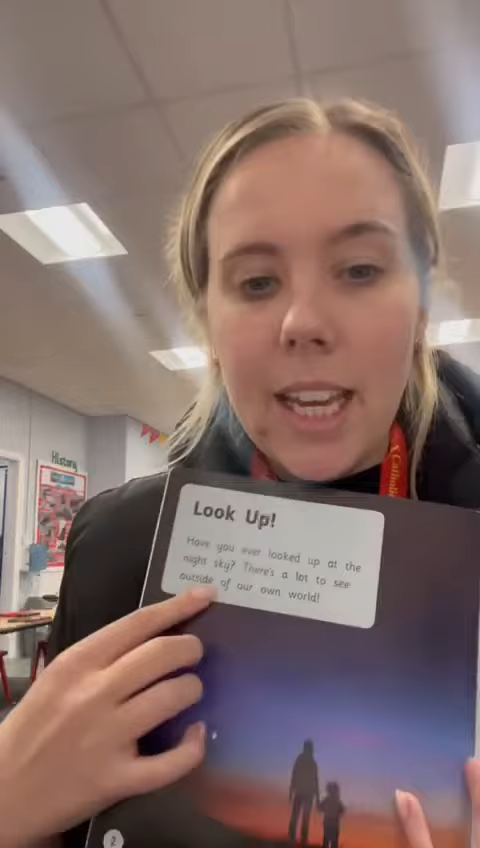 History
Catholic
Look Up!
Have you ever looked up at the
night sky? There's a lot to see
outside of our own world!
2